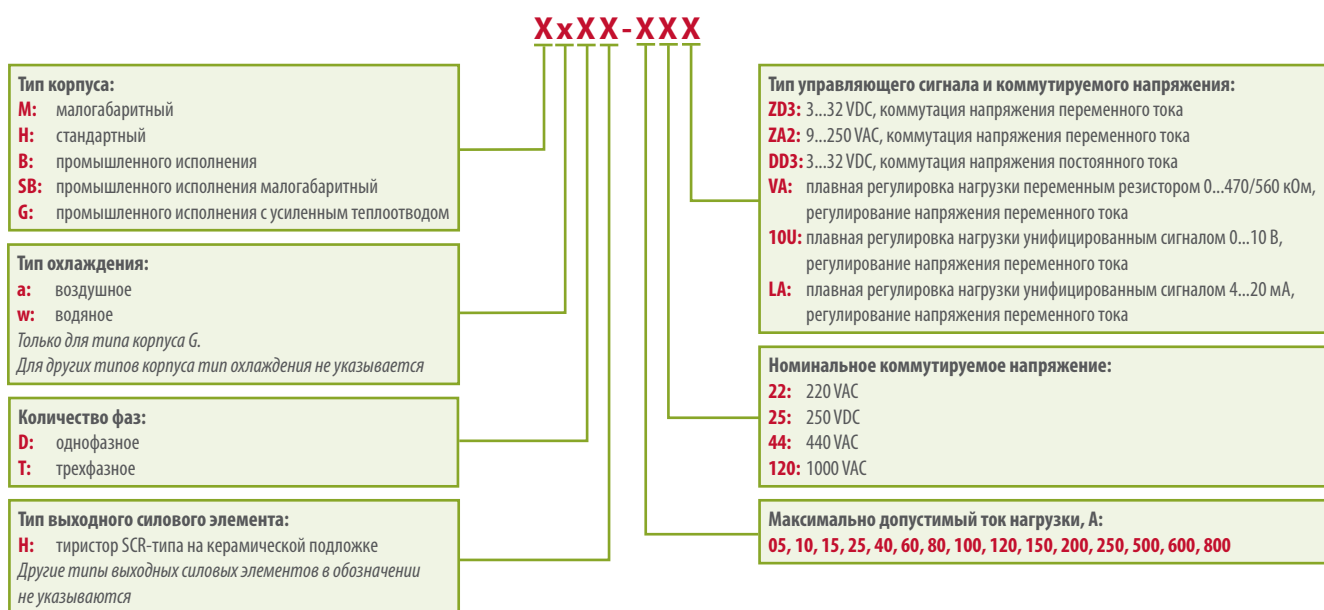 XxXX-XXX
Тип корпуса:
M: малогабаритный
H: стандартный
B: промышленного исполнения
SB: промышленного исполнения малогабаритный
G: промышленного исполнения с усиленным теплоотводом
Тип охлаждения:
a: воздушное
w: водяное
Только для типа корпуса G.
Для других типов корпуса тип охлаждения не указывается
Количество фаз:
D: однофазное
T: трехфазное
Тип выходного силового элемента:
H: тиристор SCR-типа на керамической подложке
Другие типы выходных силовых элементов в обозначении
не указываются
Тип управляющего сигнала и коммутируемого напряжения:
ZD3: 3...32 VDC, коммутация напряжения переменного тока
ZA2: 9...250 VAC, коммутация напряжения переменного тока
DD3: 3...32 VDC, коммутация напряжения постоянного тока
VA: плавная регулировка нагрузки переменным резистором 0...470/560 кОм,
регулирование напряжения переменного тока
10U: плавная регулировка нагрузки унифицированным сигналом 0...10 В,
регулирование напряжения переменного тока
LA: плавная регулировка нагрузки унифицированным сигналом 4...20 мА,
регулирование напряжения переменного тока
Номинальное коммутируемое напряжение:
22: 220 VAC
25: 250 VDC
44: 440 VAC
120: 1000 VAC
Максимально допустимый ток нагрузки, А:
05, 10, 15, 25, 40, 60, 80, 100, 120, 150, 200, 250, 500, 600, 800